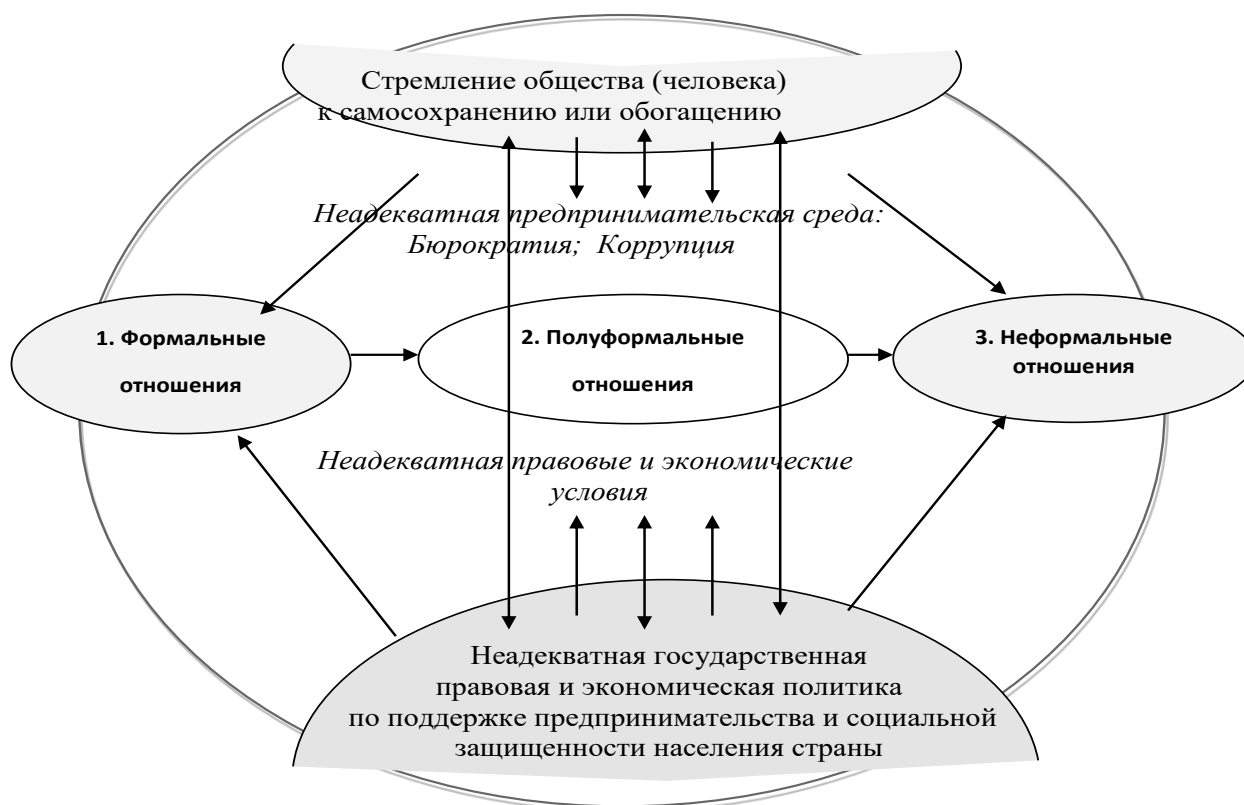 Стремление общества (человека)
к самосохранению или обогащению
Неадекватная предпринимательская среда:
Бюрократия; Коррупция
1. Формальные
отношения
2. Полуформальные
отношения
3. Неформальные
отношения
Неадекватная правовые и экономические
условия
Неадекватная государственная
правовая и экономическая политика
по поддержке предпринимательства и социальной
защищенности населения страны